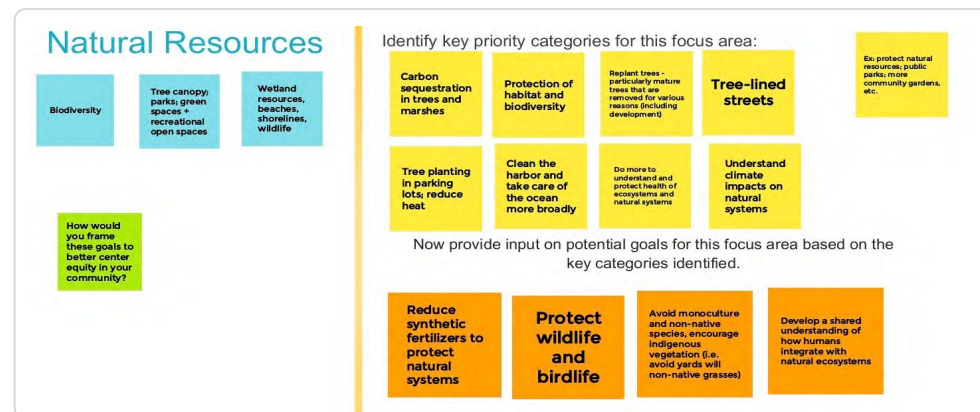 Natural Resources
Biodiversity
Tree canopy;
parks; green
spaces +
recreational
open spaces
Wetland
resources,
beaches,
shorelines,
wildlife
How would
you frame
these goals to
better center
equity in your
community?
Identify key priority categories for this focus area:
Carbon
sequestration
in trees and
marshes
Protection of
habitat and
biodiversity
Replant trees -
particularly mature
trees that are
removed for various
reasons (including
development)
Tree-lined
streets
Ex: protect natural
resources; public
parks; more
community gardens,
etc.
Tree planting
in parking
lots; reduce
heat
Clean the
harbor and
take care of
the ocean
more broadly
Do more to
understand and
protect health of
ecosystems and
natural systems
Understand
climate
impacts on
natural
systems
Now provide input on potential goals for this focus area based on the
key categories identified.
Reduce
synthetic
fertilizers to
protect
natural
systems
Protect
wildlife
and
birdlife
Avoid monoculture
and non-native
species, encourage
indigenous
vegetation (i.e.
avoid yards will
non-native grasses)
Develop a shared
understanding of
how humans
integrate with
natural ecosystems